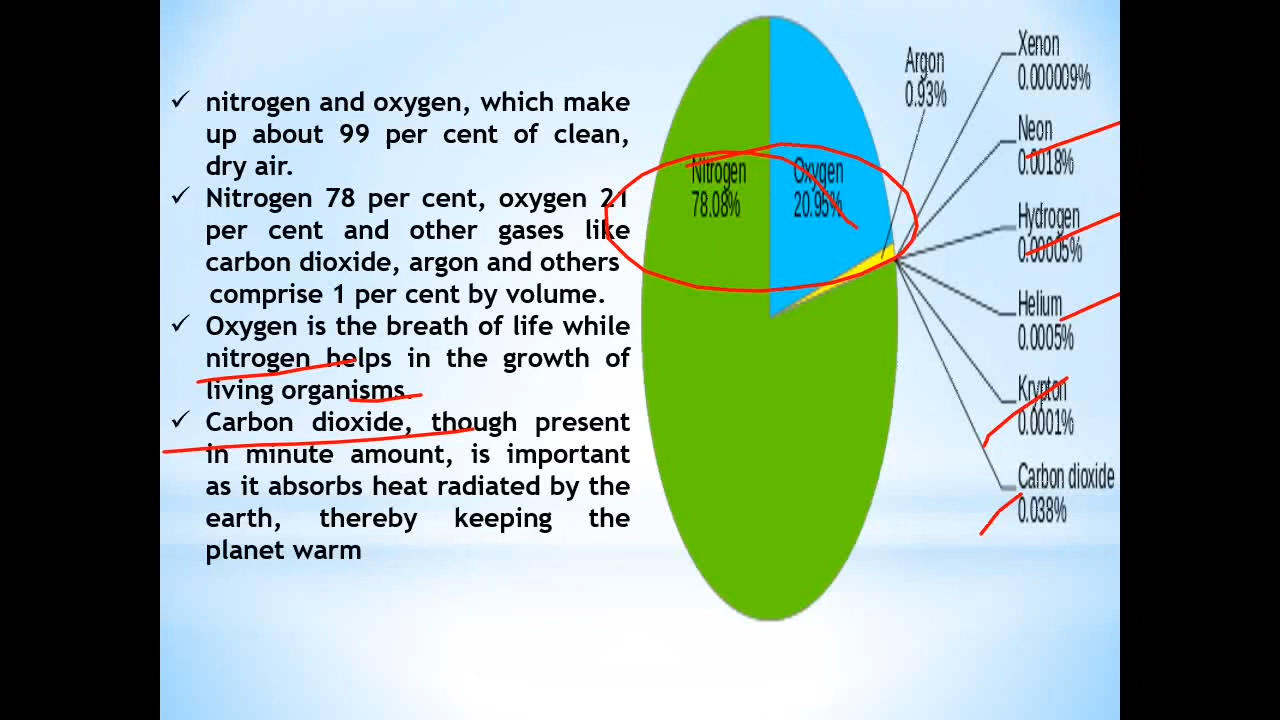 ✓ nitrogen and oxygen, which make
up about 99 per cent of clean,
dry air.
✓ Nitrogen 78 per cent, oxygen 21
per cent and other gases like
carbon dioxide, argon and others
comprise 1 per cent by volume.
✓ Oxygen is the breath of life while
nitrogen helps in the growth of
living organisms.
✓ Carbon dioxide, though present
in minute amount, is important
as it absorbs heat radiated by the
earth, thereby keeping the
planet warm
Nitrogen
78.08%
Oxygen
20.95%
Argon
0.93%
Xenon
0.000009%
Neon
0.0018%
Hydrogen
0.00005%
Helium
0.0005%
Krypton
0.0001%
Carbon dioxide
0.038%